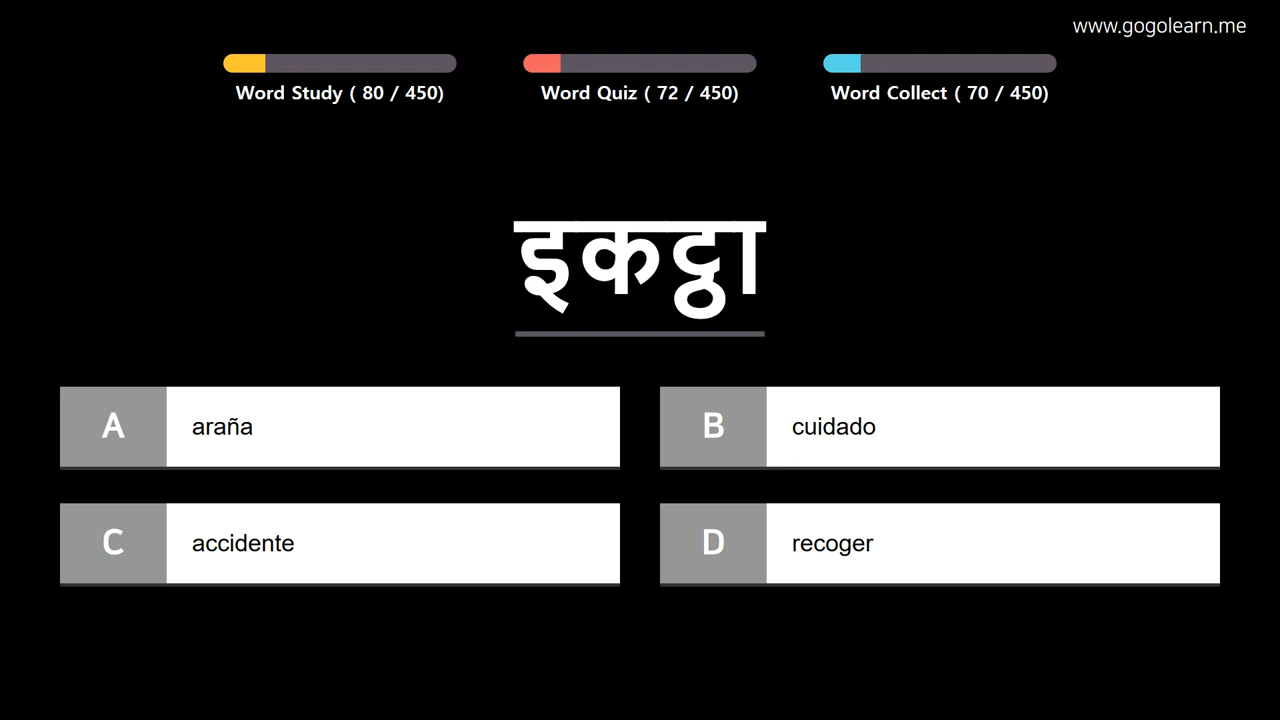 www.gogolearn.me
Word Study ( 80 / 450)
Word Quiz ( 72 / 450)
Word Collect ( 70 / 450)
इकट्ठा
A araña
B cuidado
C accidente
D recoger